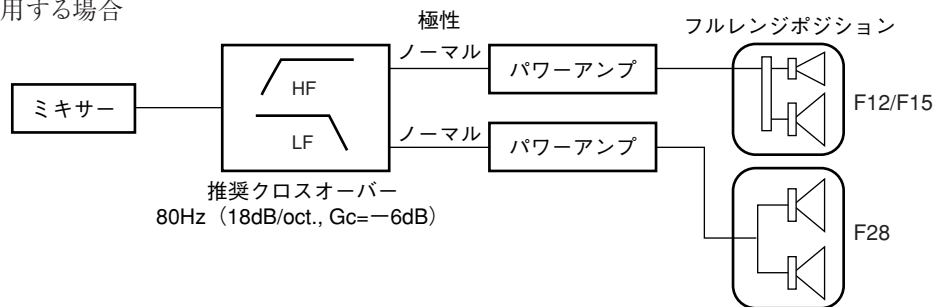 用する場合
極性
フルレンジポジション
ノーマル
パワーアンプ
HF
ミキサー
F12/F15
LF
ノーマル
パワーアンプ
推奨クロスオーバー
80Hz（18dB/oct., Gc=−6dB）
F28